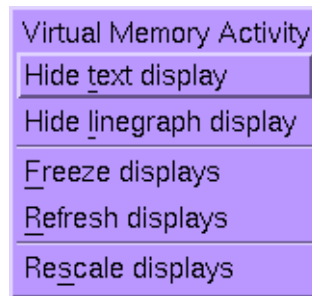 Virtual Memory Activity
Hide text display
Hide linegraph display
Freeze displays
Refresh displays
Rescale displays